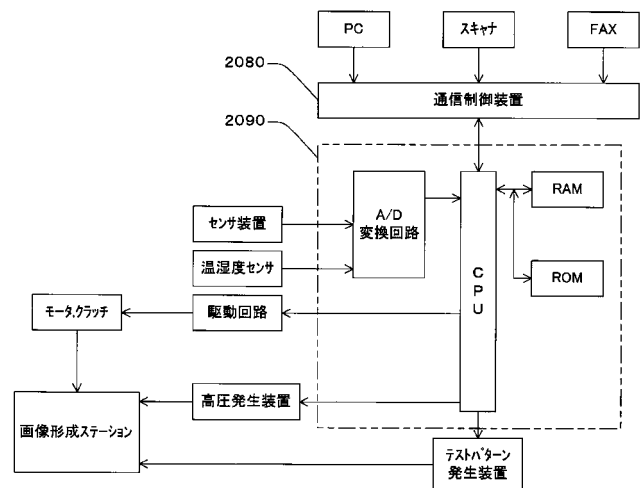 PC
スキャナ
FAX
2080
通信制御装置
2090
A/D
変換回路
CPU
RAM
ROM
センサ装置
温湿度センサ
モータ,クラッチ
駆動回路
高圧発生装置
画像形成ステーション
テストパターン
発生装置